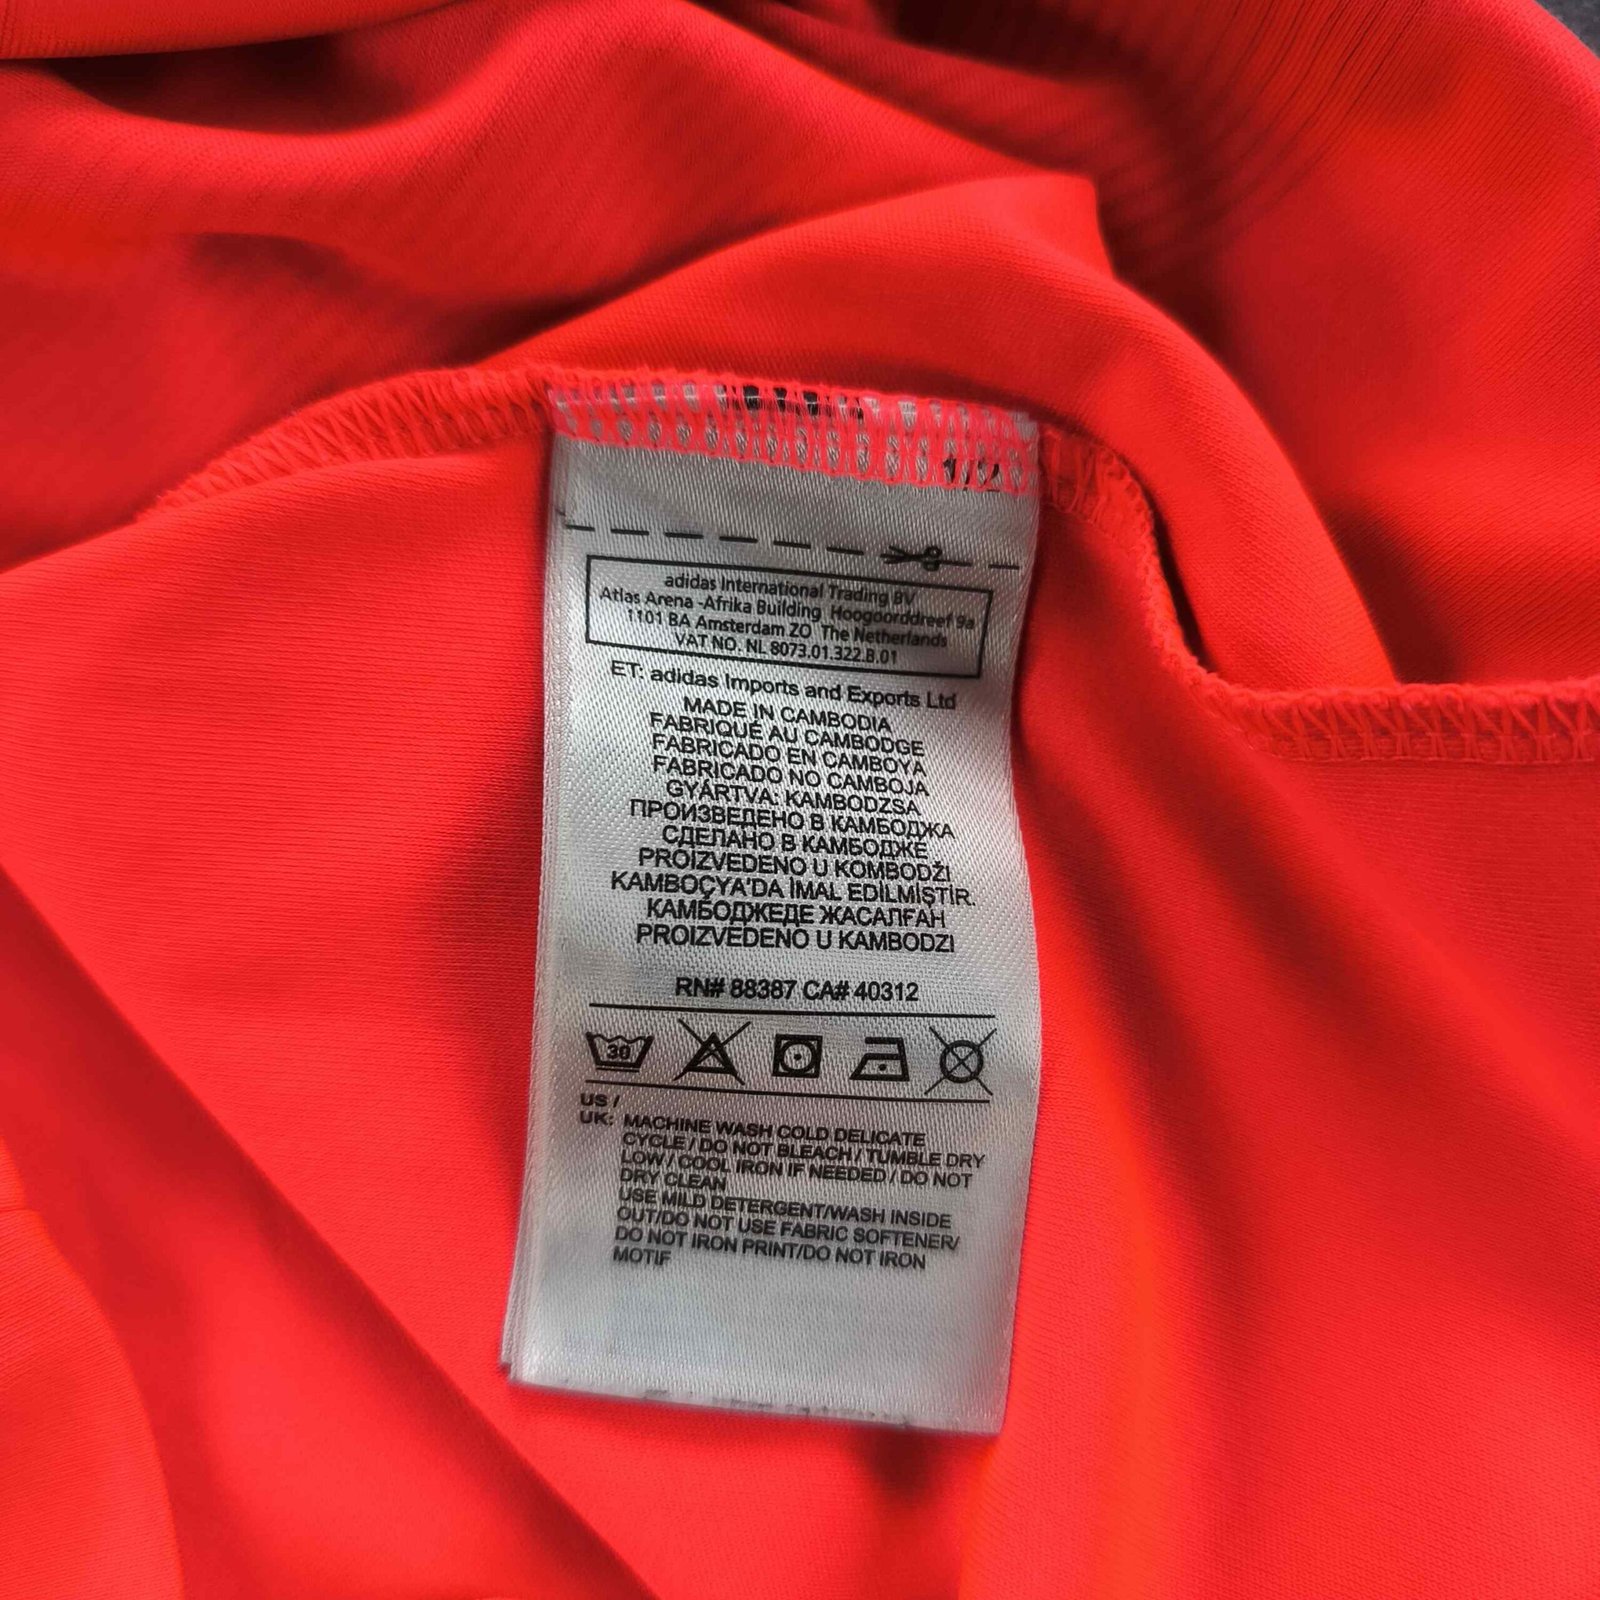 1/2
adidas International Trading BV
Atlas Arena -Afrika Building Hoogoorddreef 9a
1101 BA Amsterdam ZO The Netherlands
VAT NO. NL 8073.01.322.B.01
ET: adidas Imports and Exports Ltd
MADE IN CAMBODIA
FABRIQUÉ AU CAMBODGE
FABRICADO EN CAMBOYA
FABRICADO NO CAMBOJA
GYÁRTVA: KAMBODZSA
ПРОИЗВЕДЕНО В КАМБОДЖА
СДЕЛАНО В КАМБОДЖЕ
PROIZVEDENO U KOMBODŽI
KAMBOÇYA'DA İMAL EDİLMİŞTİR.
КАМБОДЖЕДЕ ЖАСАЛҒАН
PROIZVEDENO U KAMBODZI
RN# 88387 CA# 40312
30
US /
UK: MACHINE WASH COLD DELICATE
CYCLE / DO NOT BLEACH / TUMBLE DRY
LOW / COOL IRON IF NEEDED / DO NOT
DRY CLEAN
USE MILD DETERGENT/WASH INSIDE
OUT/DO NOT USE FABRIC SOFTENER/
DO NOT IRON PRINT/DO NOT IRON
MOTIF